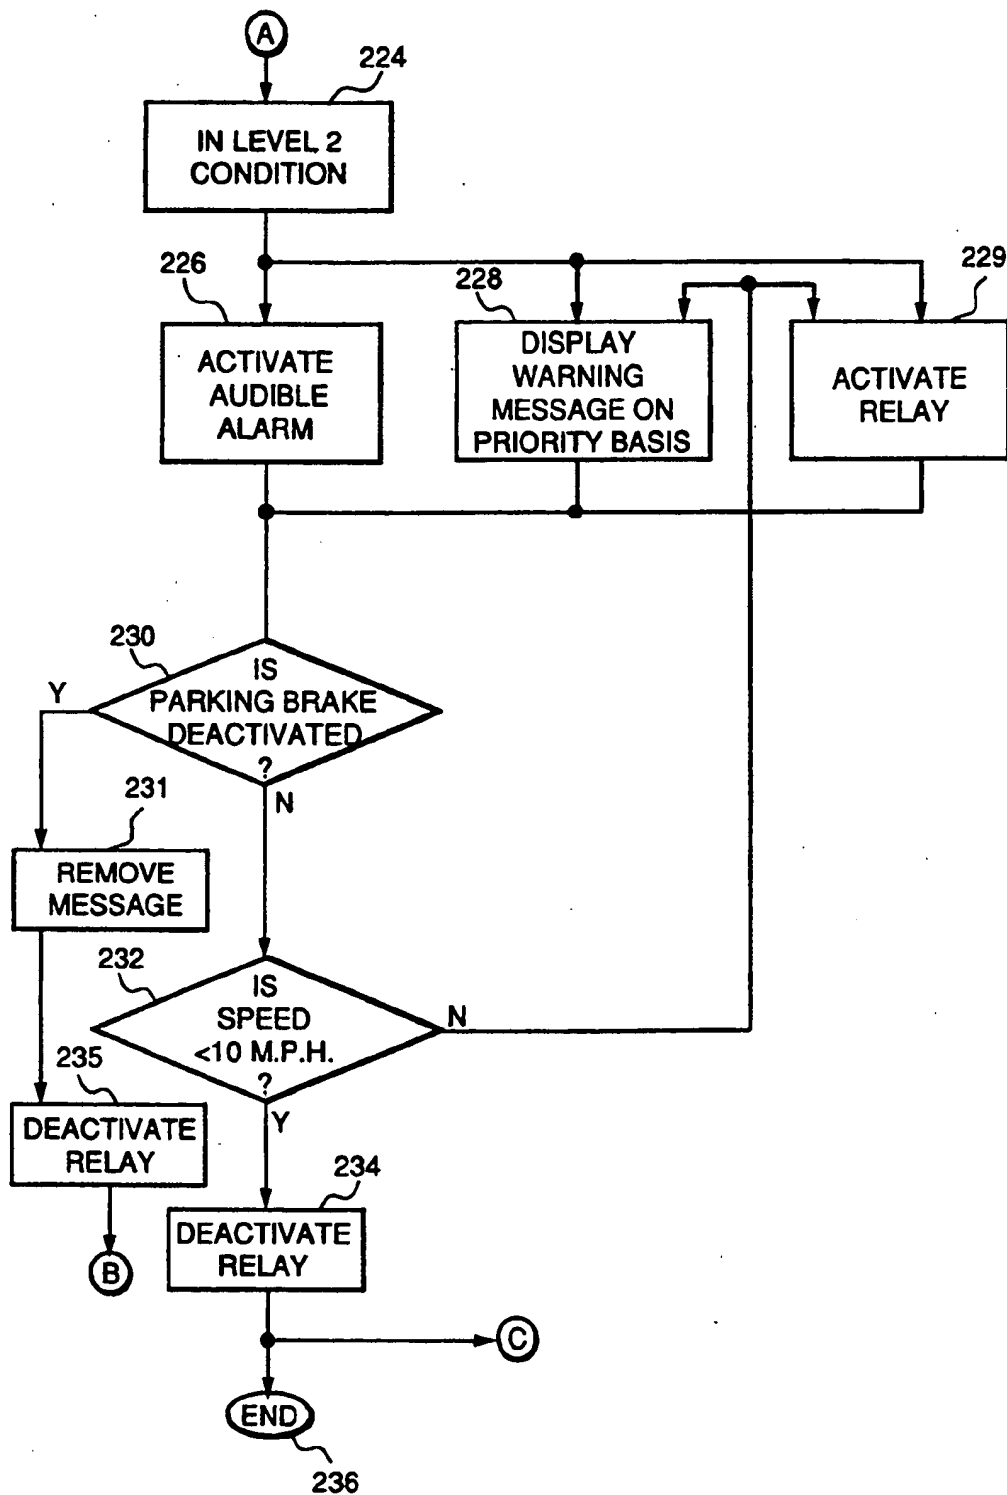 A
224
IN LEVEL 2
CONDITION
226
ACTIVATE
AUDIBLE
ALARM
228
DISPLAY
WARNING
MESSAGE ON
PRIORITY BASIS
229
ACTIVATE
RELAY
230
IS
PARKING BRAKE
DEACTIVATED
?
Y
N
231
REMOVE
MESSAGE
232
IS
SPEED
<10 M.P.H.
?
N
Y
235
DEACTIVATE
RELAY
B
234
DEACTIVATE
RELAY
C
END
236